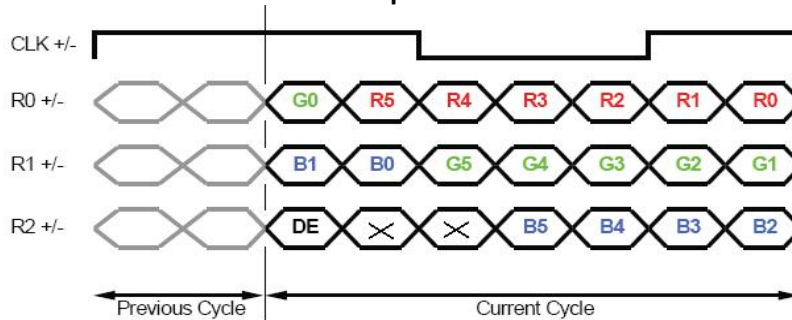 CLK +/-
R0 +/- G0 R5 R4 R3 R2 R1 R0
R1 +/- B1 B0 G5 G4 G3 G2 G1
R2 +/- DE B5 B4 B3 B2
Previous Cycle Current Cycle